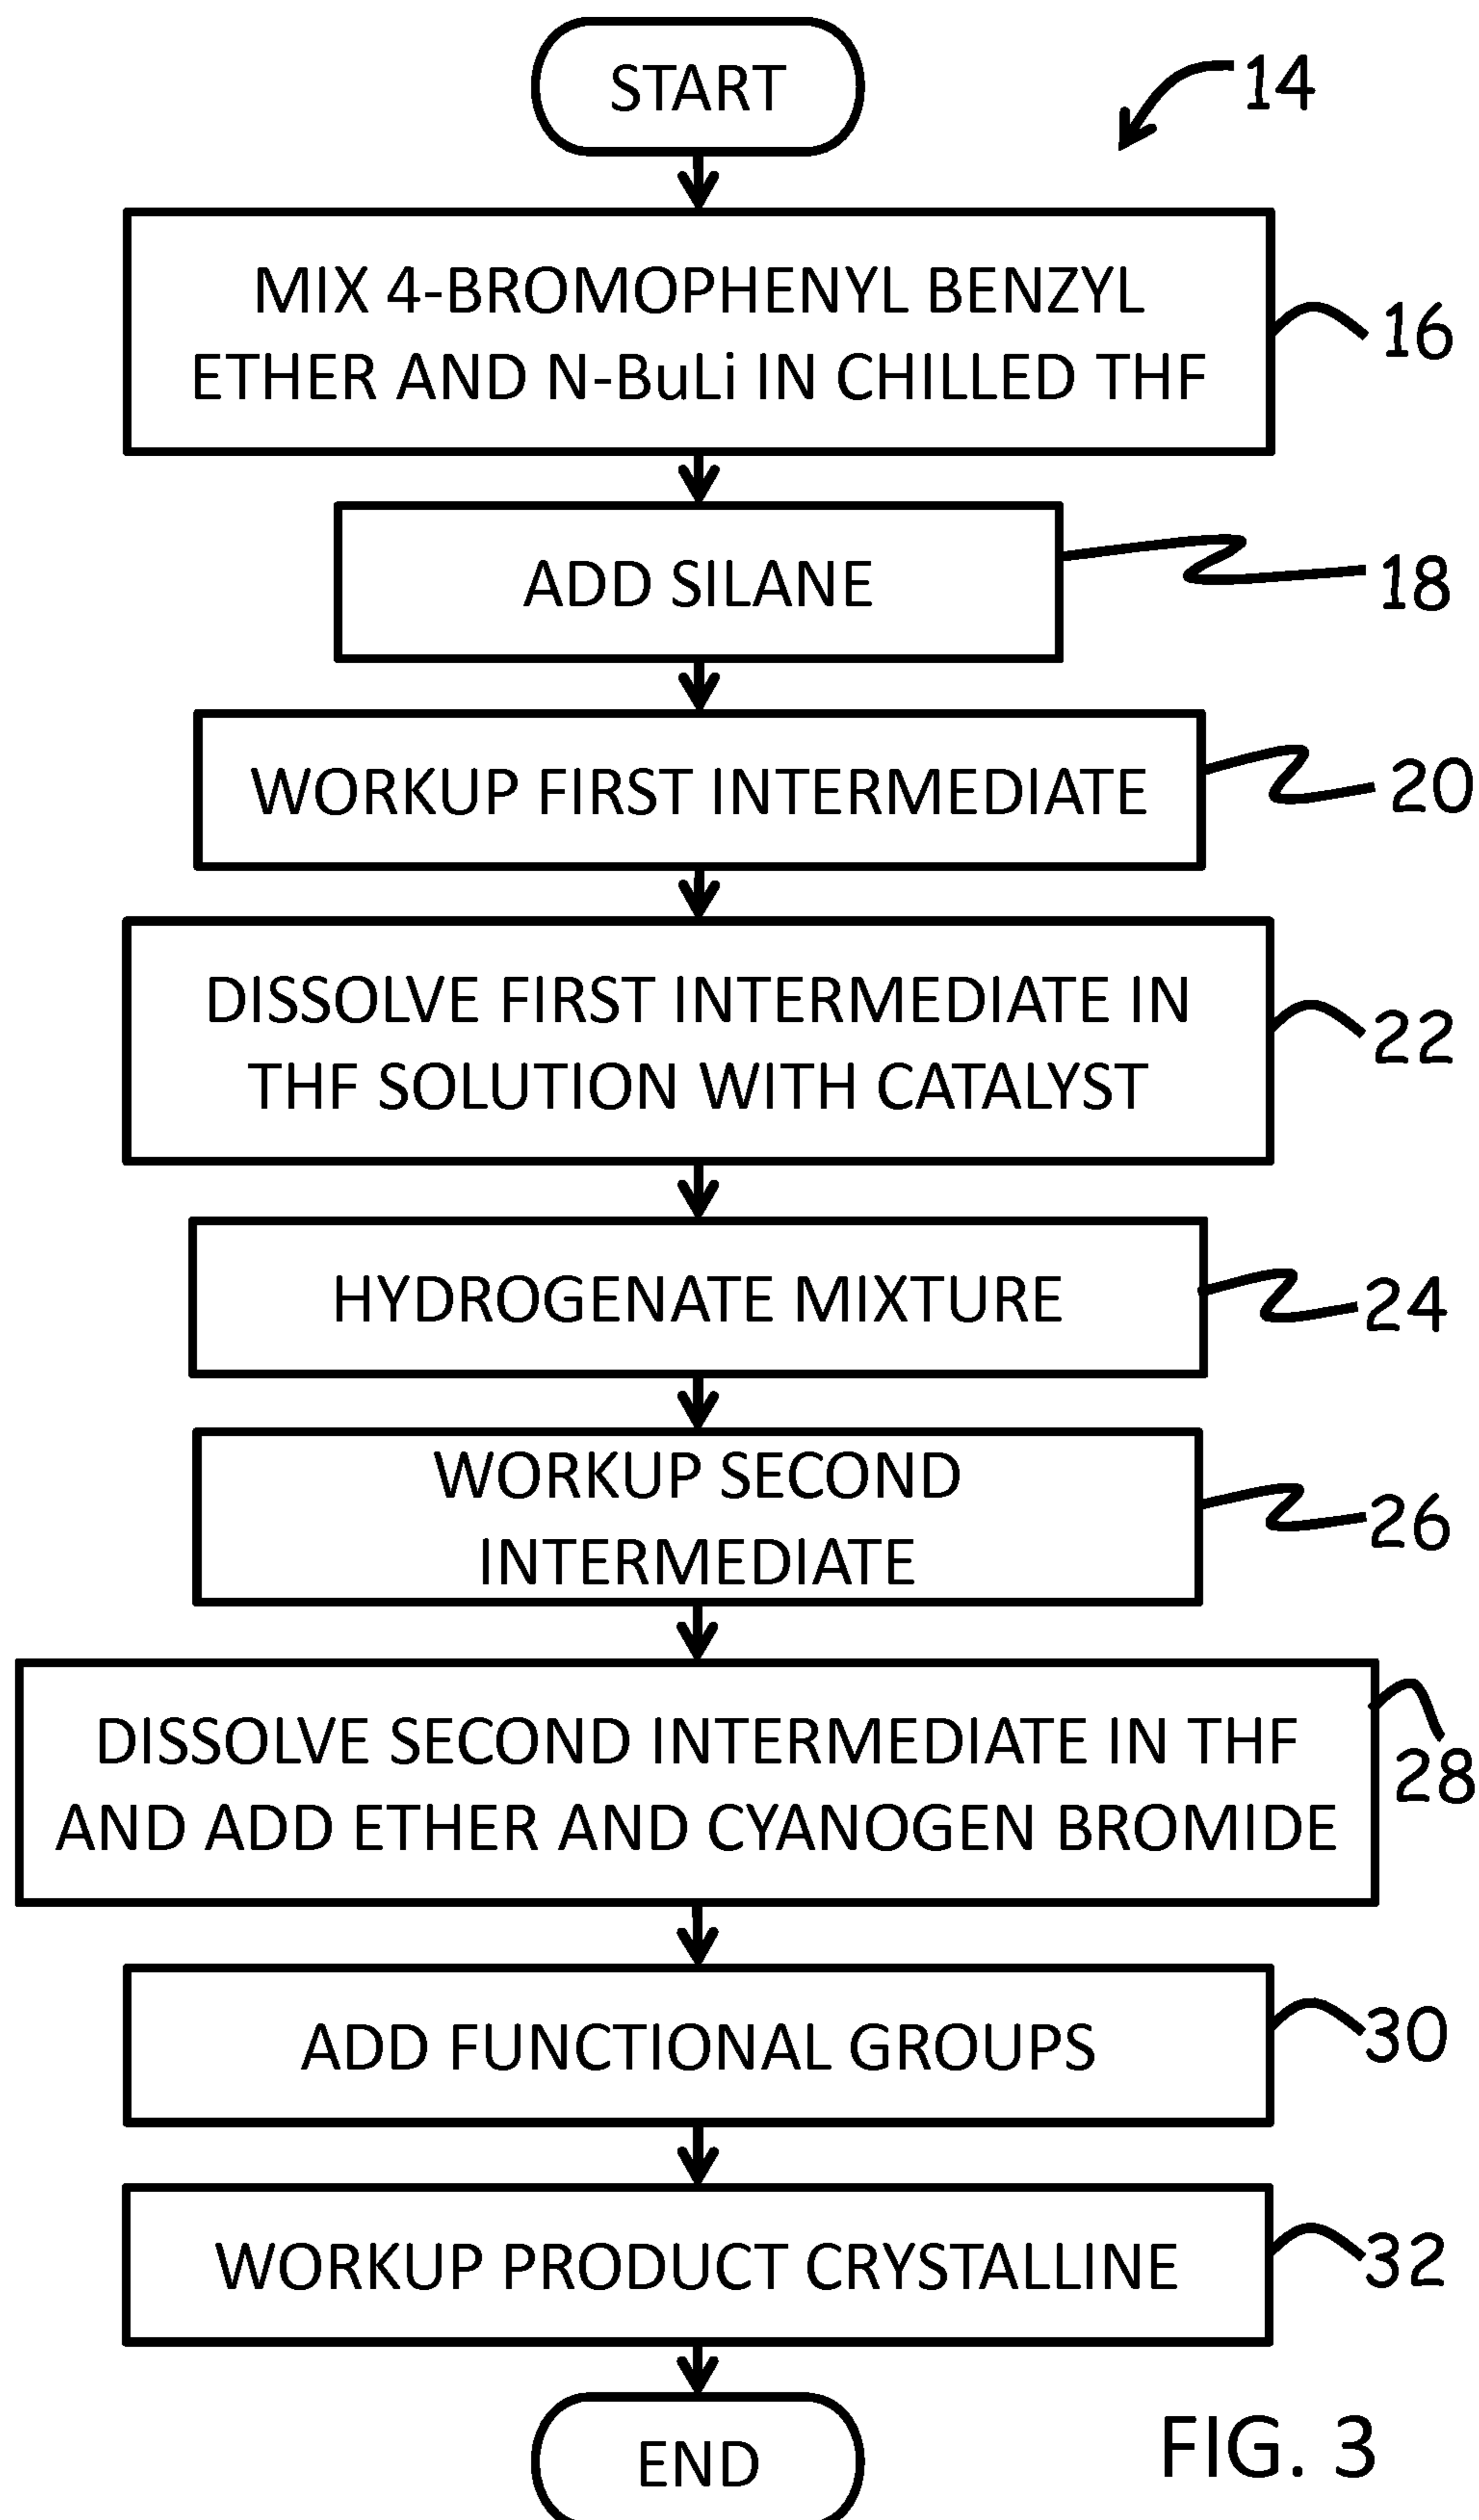 START
14
MIX 4-BROMOPHENYL BENZYL
ETHER AND N-BuLi IN CHILLED THF
16
ADD SILANE
18
WORKUP FIRST INTERMEDIATE
20
DISSOLVE FIRST INTERMEDIATE IN
THF SOLUTION WITH CATALYST
22
HYDROGENATE MIXTURE
24
WORKUP SECOND
INTERMEDIATE
26
DISSOLVE SECOND INTERMEDIATE IN THF
AND ADD ETHER AND CYANOGEN BROMIDE
28
ADD FUNCTIONAL GROUPS
30
WORKUP PRODUCT CRYSTALLINE
32
END
FIG. 3